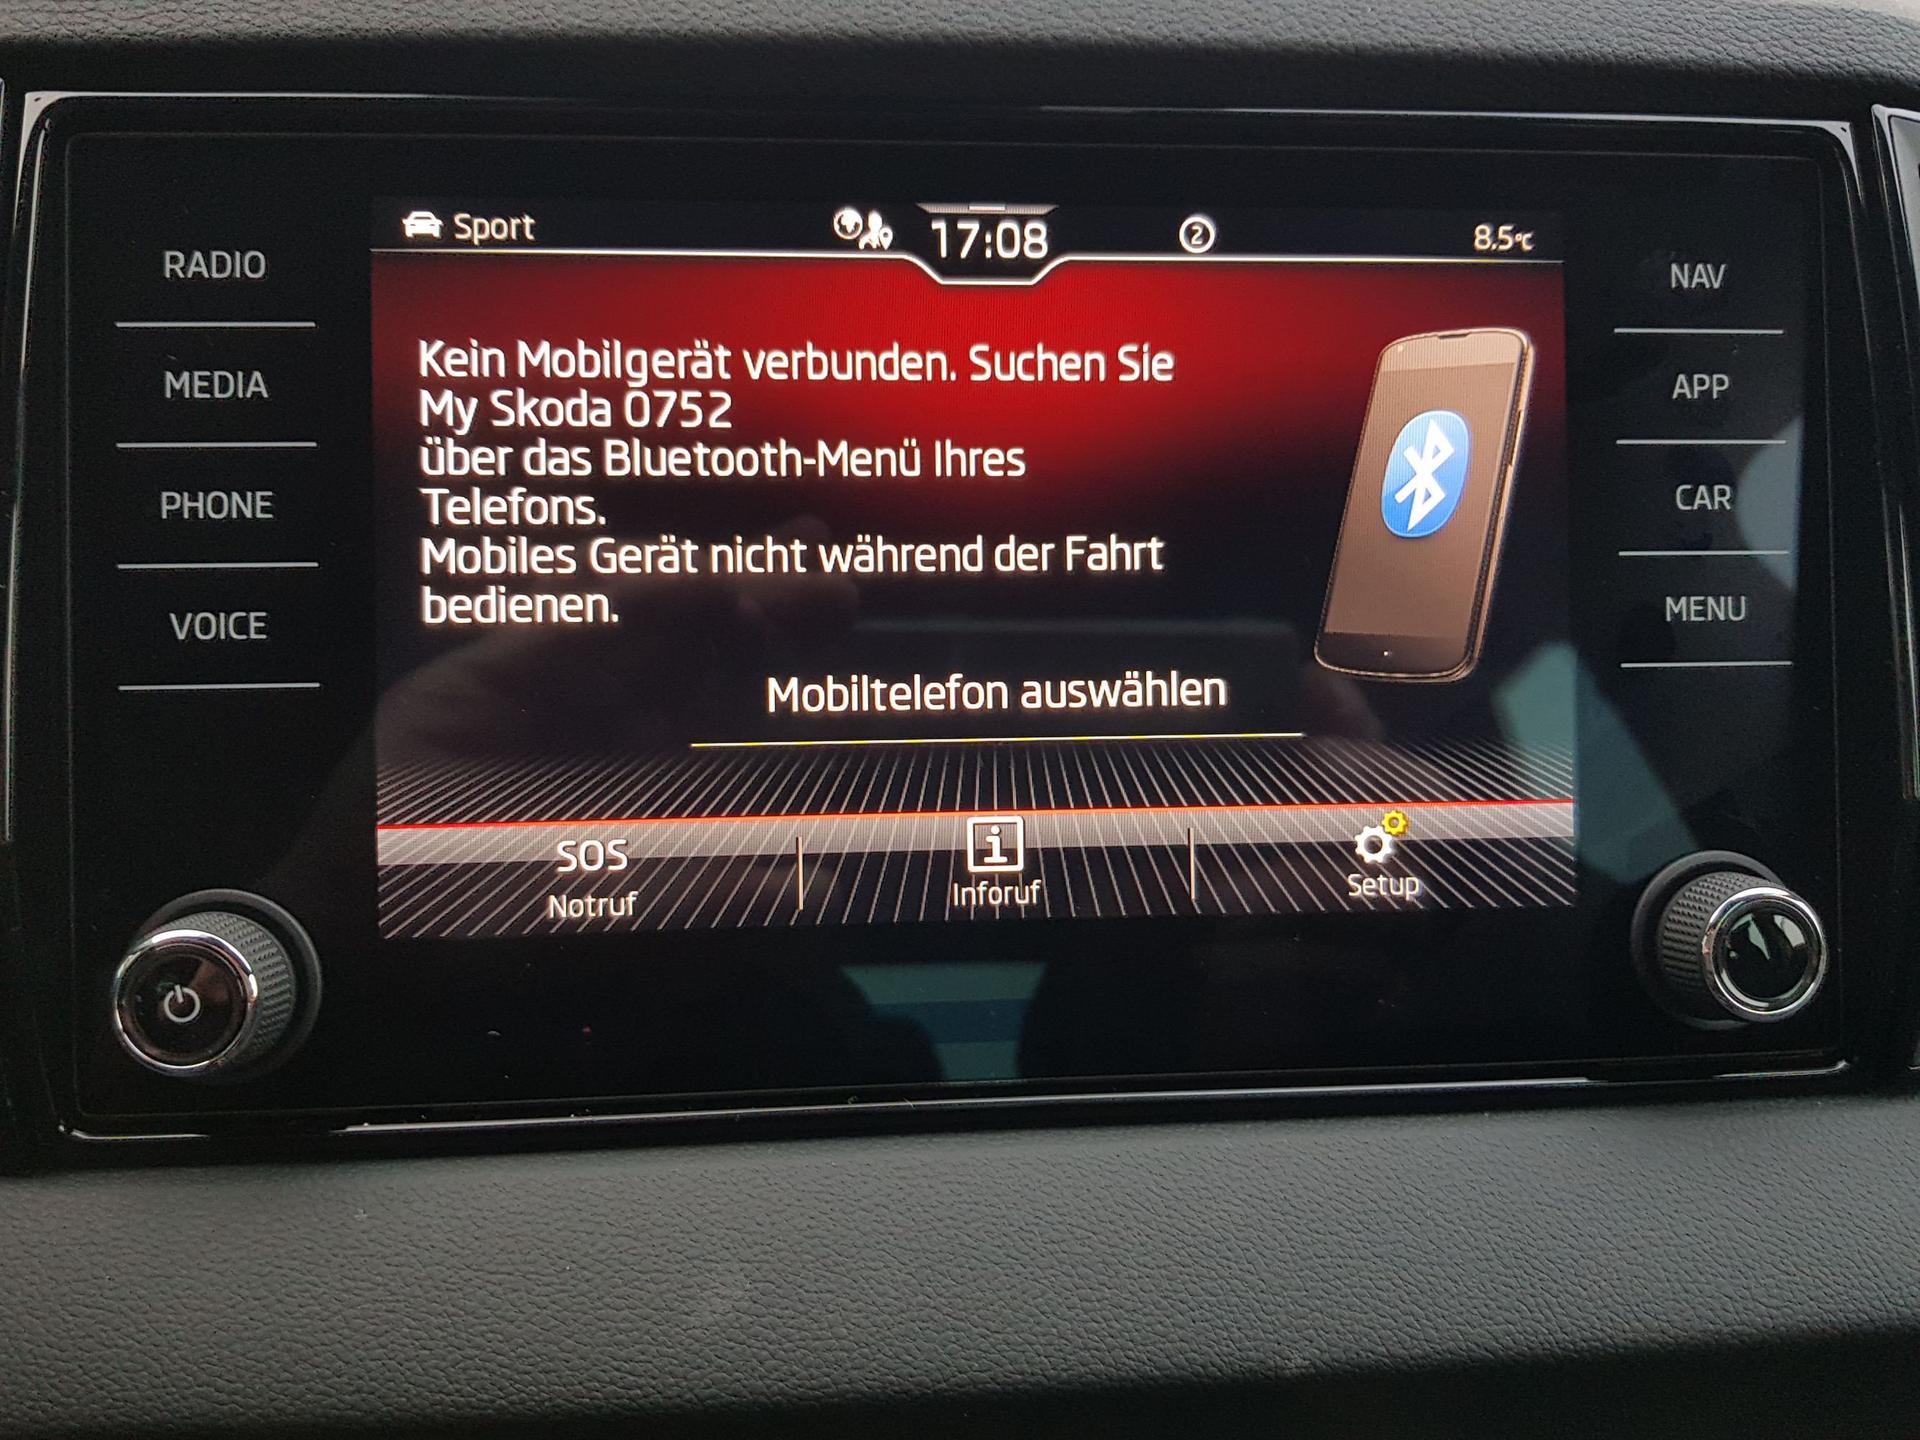 Sport
17:08
2
8.5°C
RADIO
MEDIA
PHONE
VOICE
Kein Mobilgerät verbunden. Suchen Sie
My Skoda 0752
über das Bluetooth-Menü Ihres
Telefons.
Mobiles Gerät nicht während der Fahrt
bedienen.
Mobiltelefon auswählen
SOS
Notruf
i
Inforuf
Setup
NAV
APP
CAR
MENU